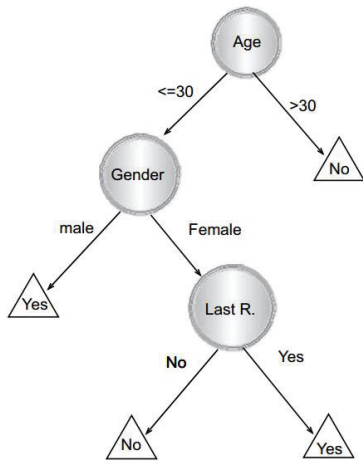 Age
<=30
>30
Gender
No
male
Female
Yes
Last R.
No
Yes
No
Yes